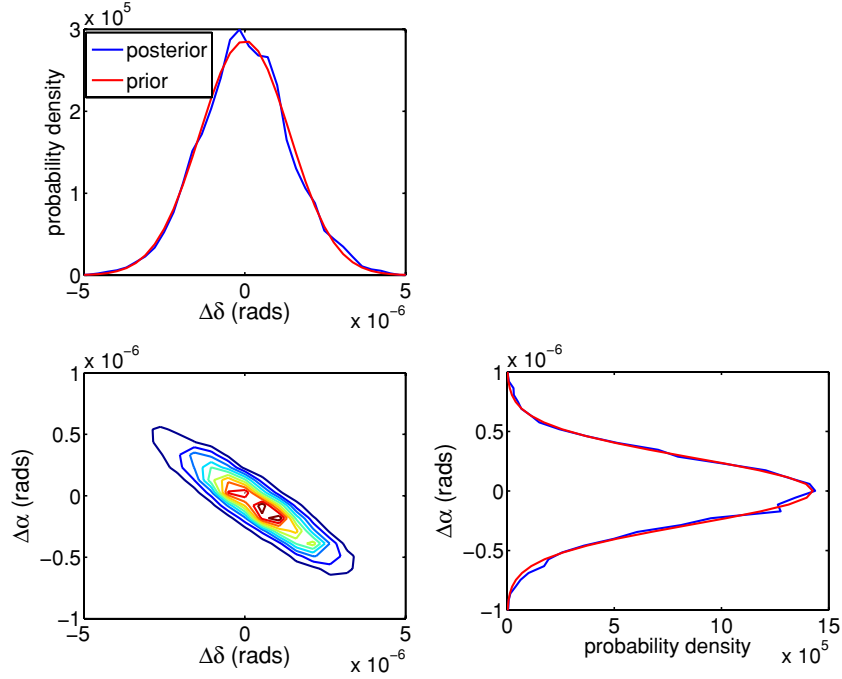 x 10^5
3
2
1
0
probability density
posterior
prior
−5 0 5
Δδ (rads)
x 10^−6
x 10^−6
1
0.5
0
−0.5
−1
Δα (rads)
−5 0 5
Δδ (rads)
x 10^−6
x 10^−6
1
0.5
0
−0.5
−1
Δα (rads)
0 5 10 15
probability density
x 10^5